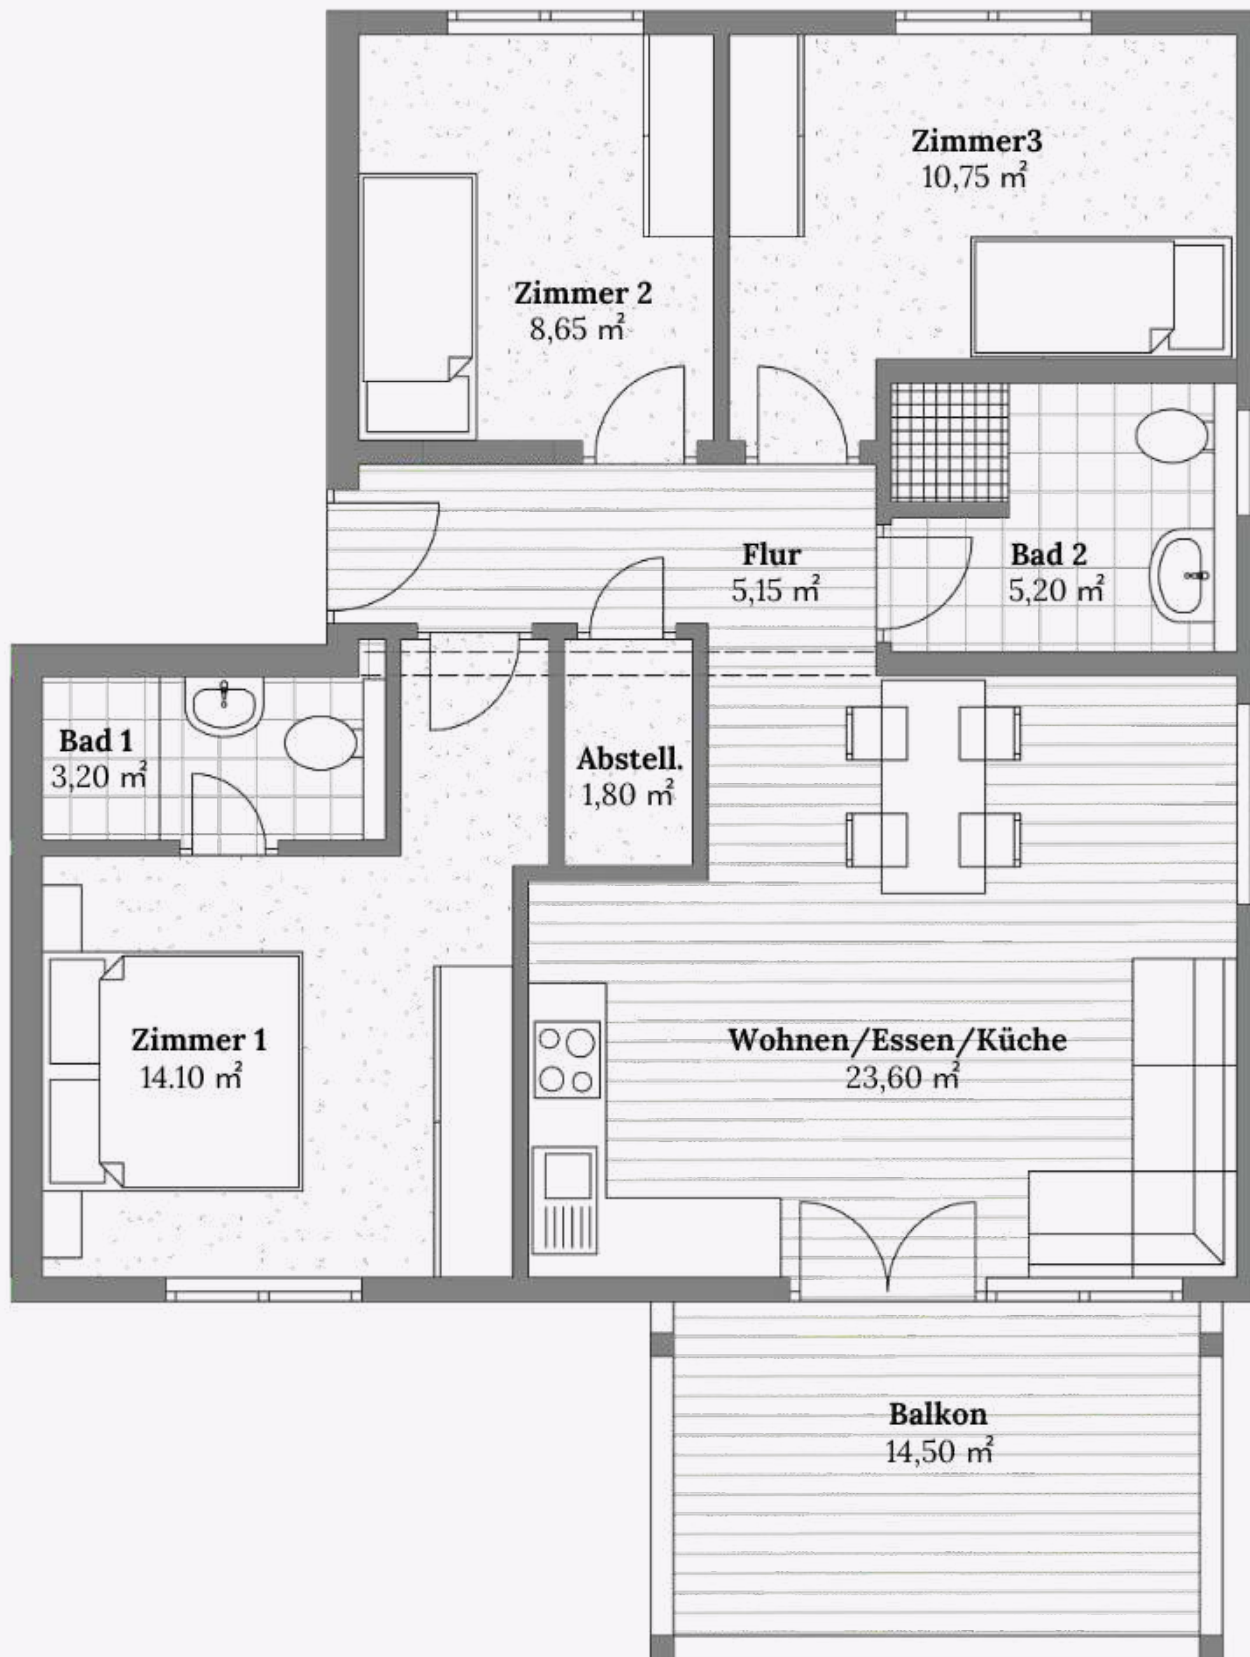 Zimmer3
10,75 m²
Zimmer 2
8,65 m²
Flur
5,15 m²
Bad 2
5,20 m²
Bad 1
3,20 m²
Abstell.
1,80 m²
Zimmer 1
14.10 m²
Wohnen/Essen/Küche
23,60 m²
Balkon
14,50 m²